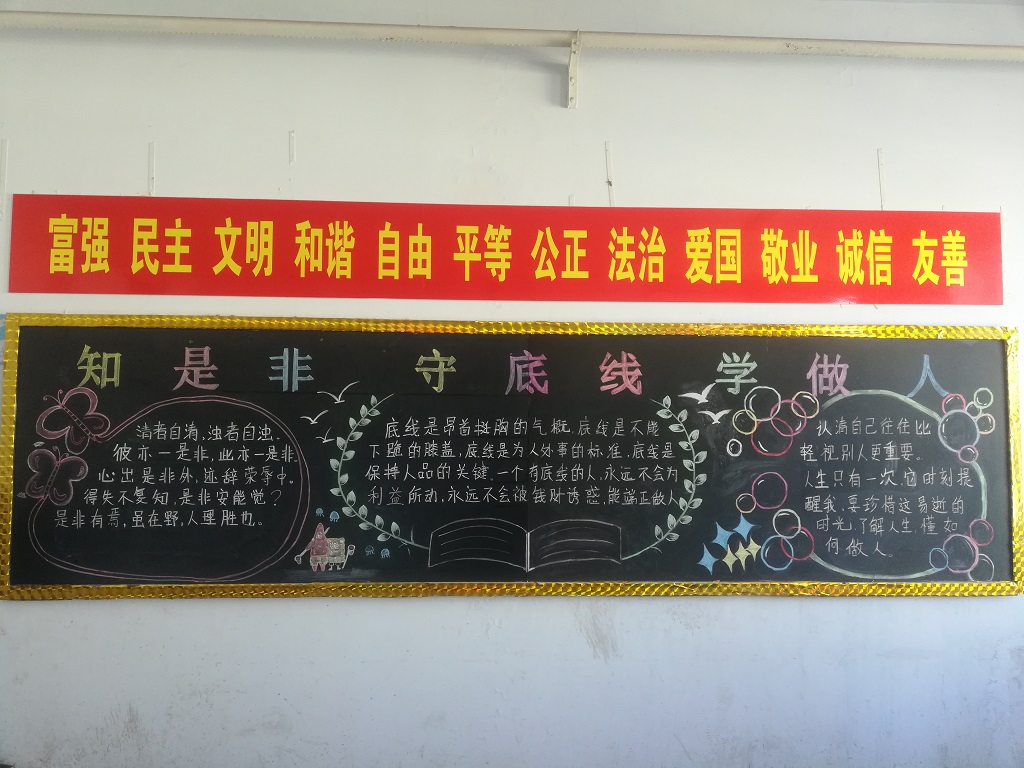 富强 民主 文明 和谐 自由 平等 公正 法治 爱国 敬业 诚信 友善
知是非 守底线 学做人
清者自清,浊者自浊.
彼亦一是非,此亦一是非.
心出是非外,迹辞荣辱中.
得失不复知,是非安能觉?
是非有焉,虽在野,人理胜也。
底线是昂首挺胸的气概.底线是不能
下跪的膝盖,底线是为人处事的标准,底线是
保持人品的关键.一个有底线的人,永远不会为
利益所动,永远不会被钱财诱惑,能端正做人
认清自己往往比
轻视别人更重要。
人生只有一次,它时刻提
醒我,要珍惜这易逝的
时光,了解人生,懂如
何做人.